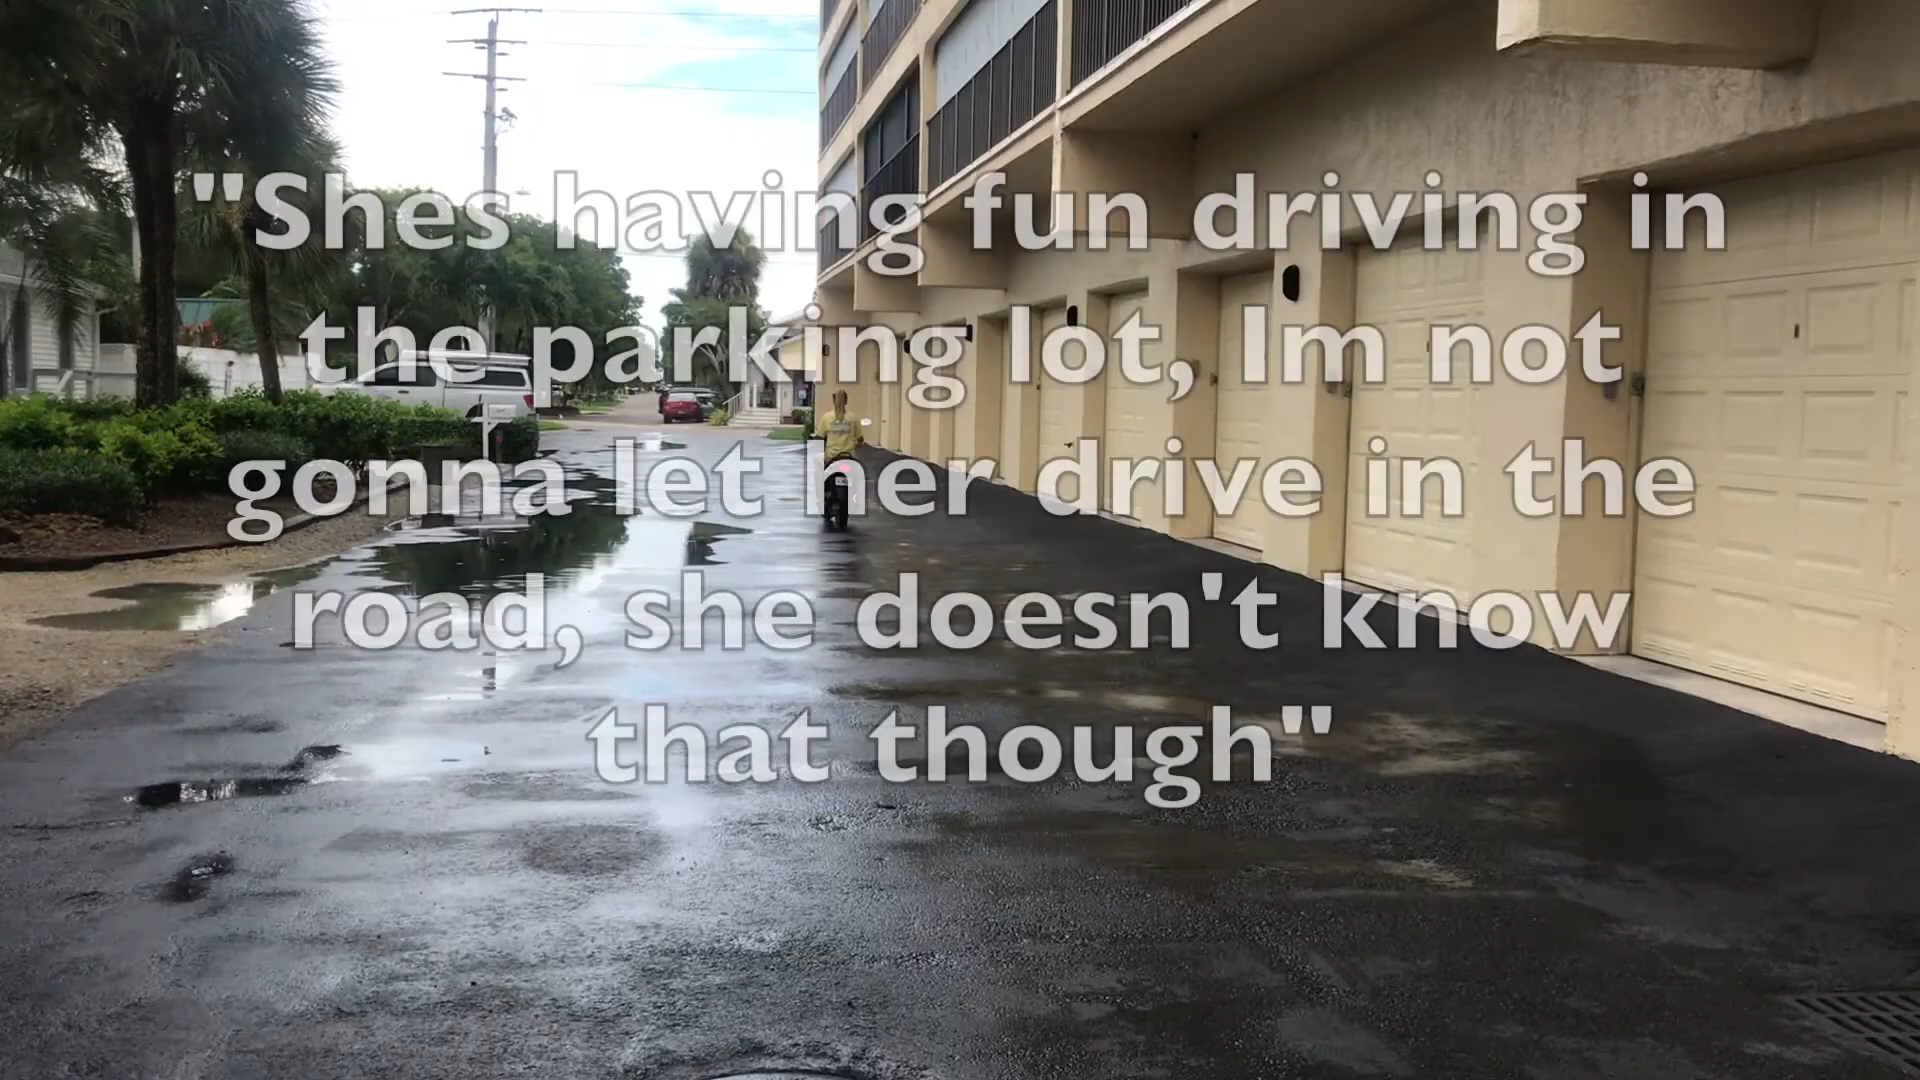 "Shes having fun driving in
the parking lot, Im not
gonna let her drive in the
road, she doesn't know
that though"